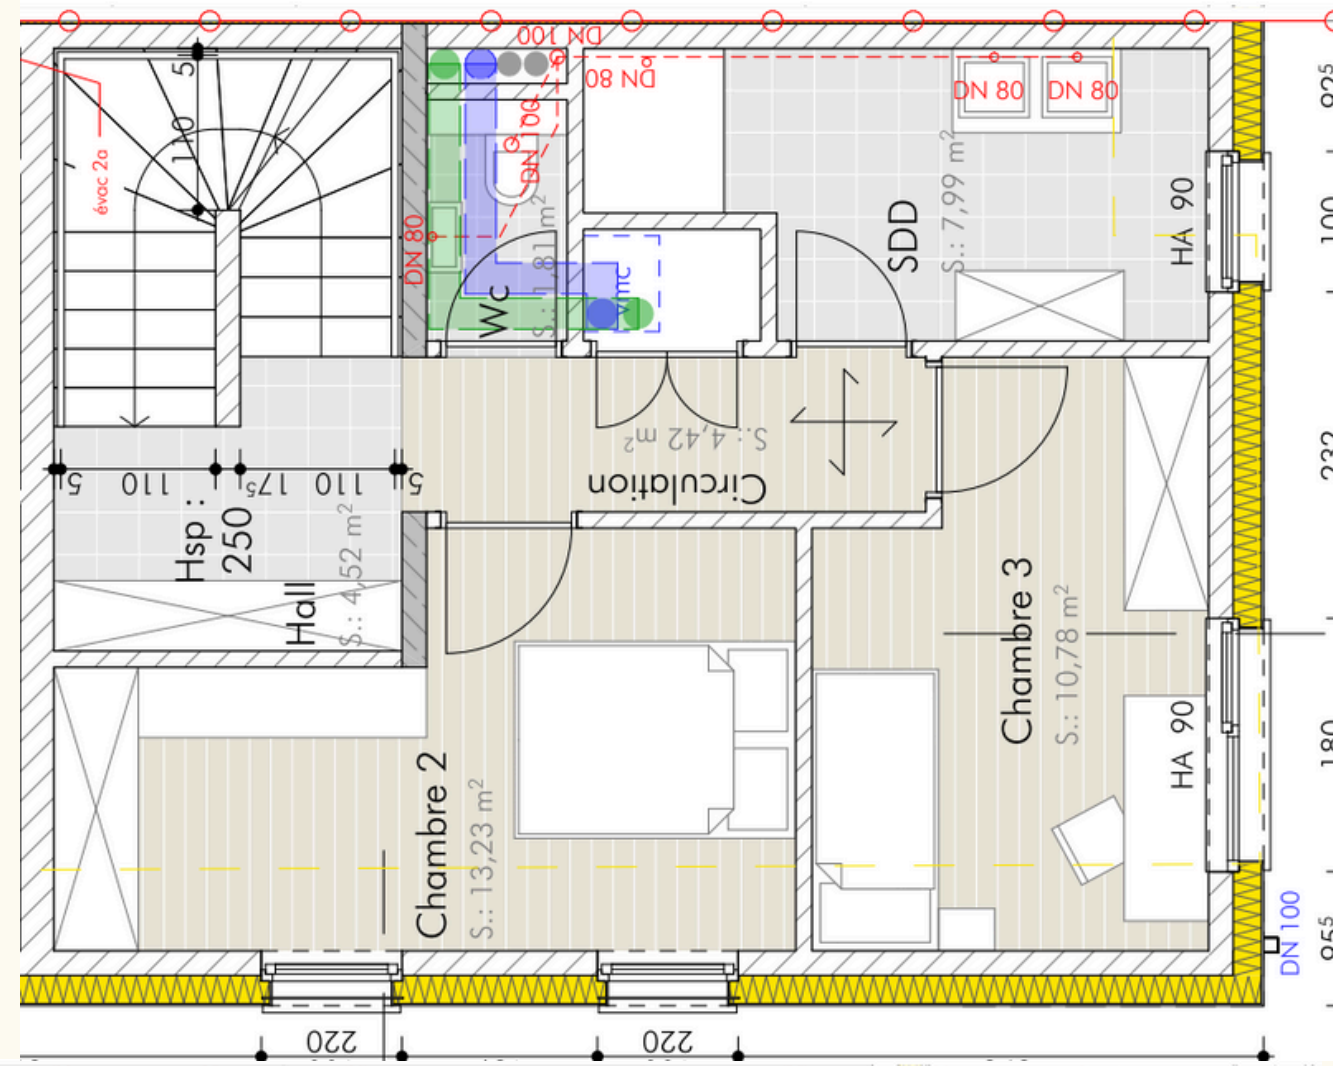 DN 100
DN 80
DN 80
DN 80
5
110
évac 2a
DN 100
DN 80
S.: 1,81 m²
Wc
vmc
SDD
S.: 7,99 m²
HA 90
925
100
S.: 4,42 m²
Circulation
232
5
110
17⁵
110
5
Hsp :
250
Hall
S.: 4,52 m²
Chambre 3
S.: 10,78 m²
HA 90
180
Chambre 2
S.: 13,23 m²
DN 100
220
220